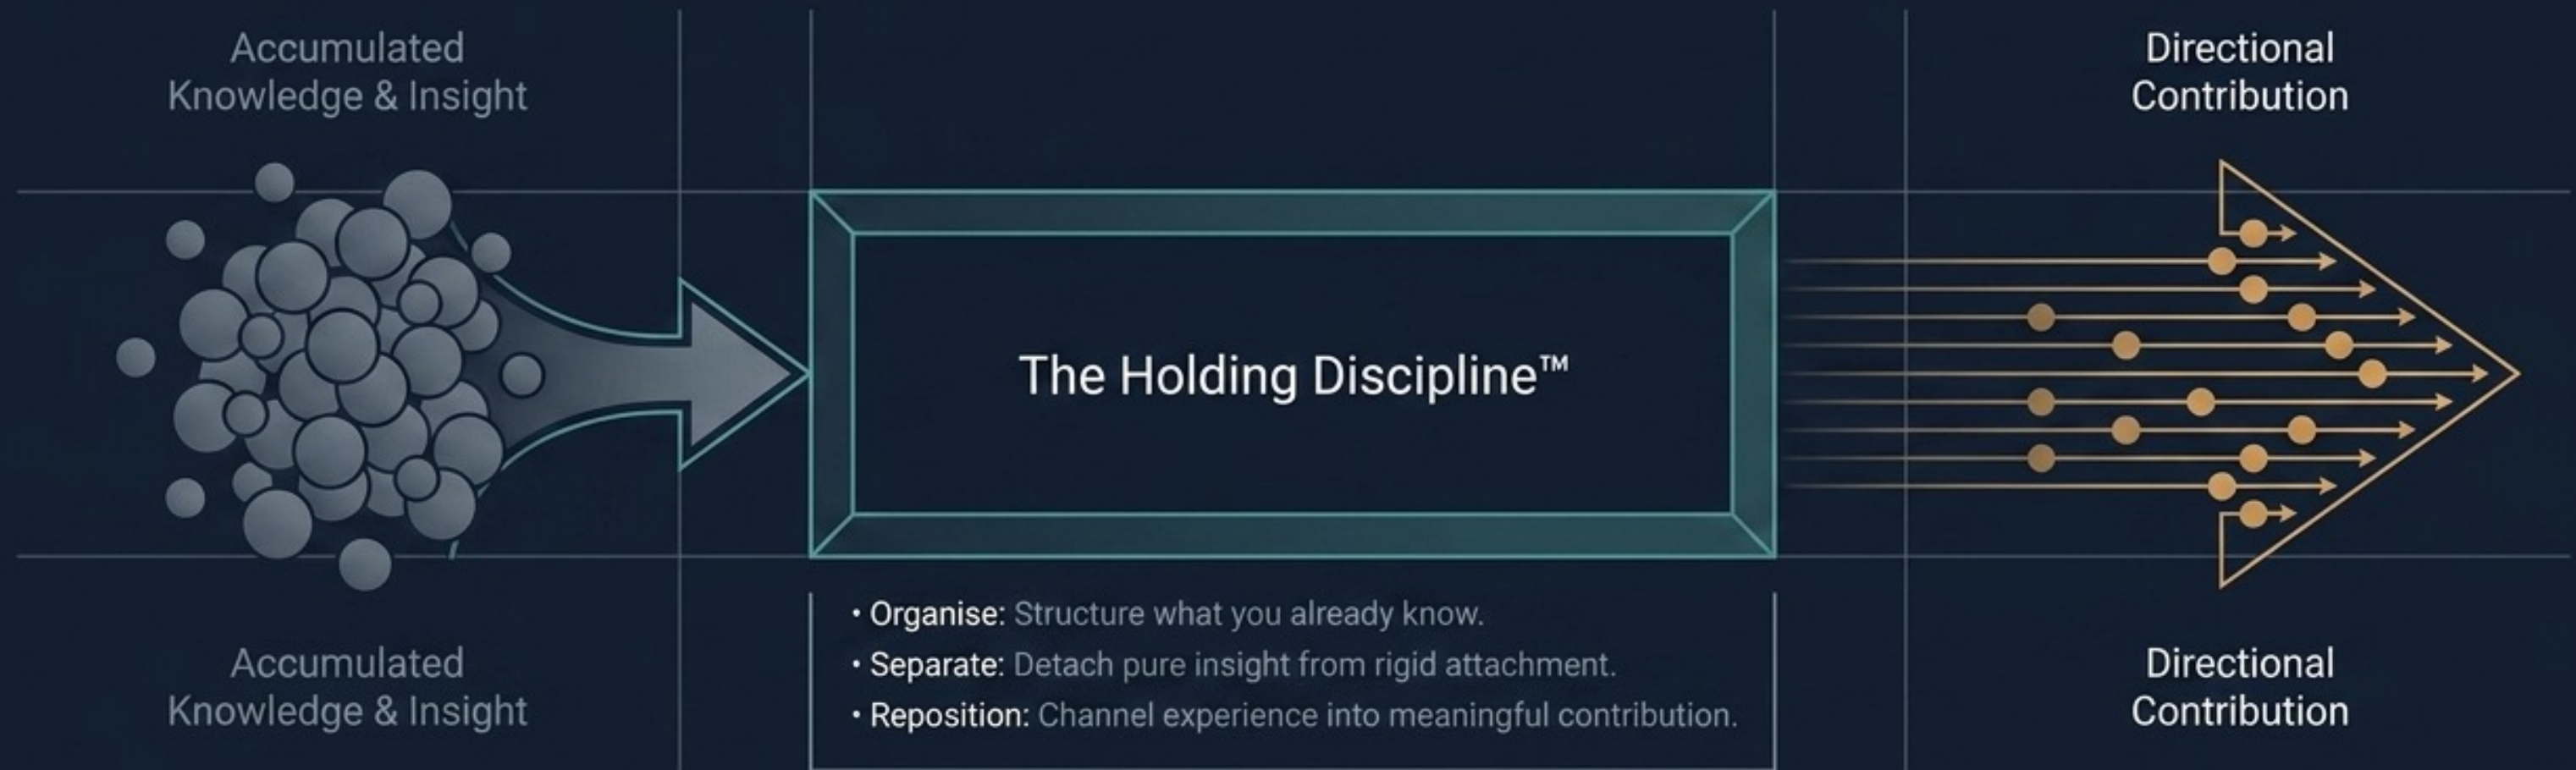 Accumulated
Knowledge & Insight
Directional
Contribution
The Holding Discipline™
• Organise: Structure what you already know.
• Separate: Detach pure insight from rigid attachment.
• Reposition: Channel experience into meaningful contribution.
Accumulated
Knowledge & Insight
Directional
Contribution